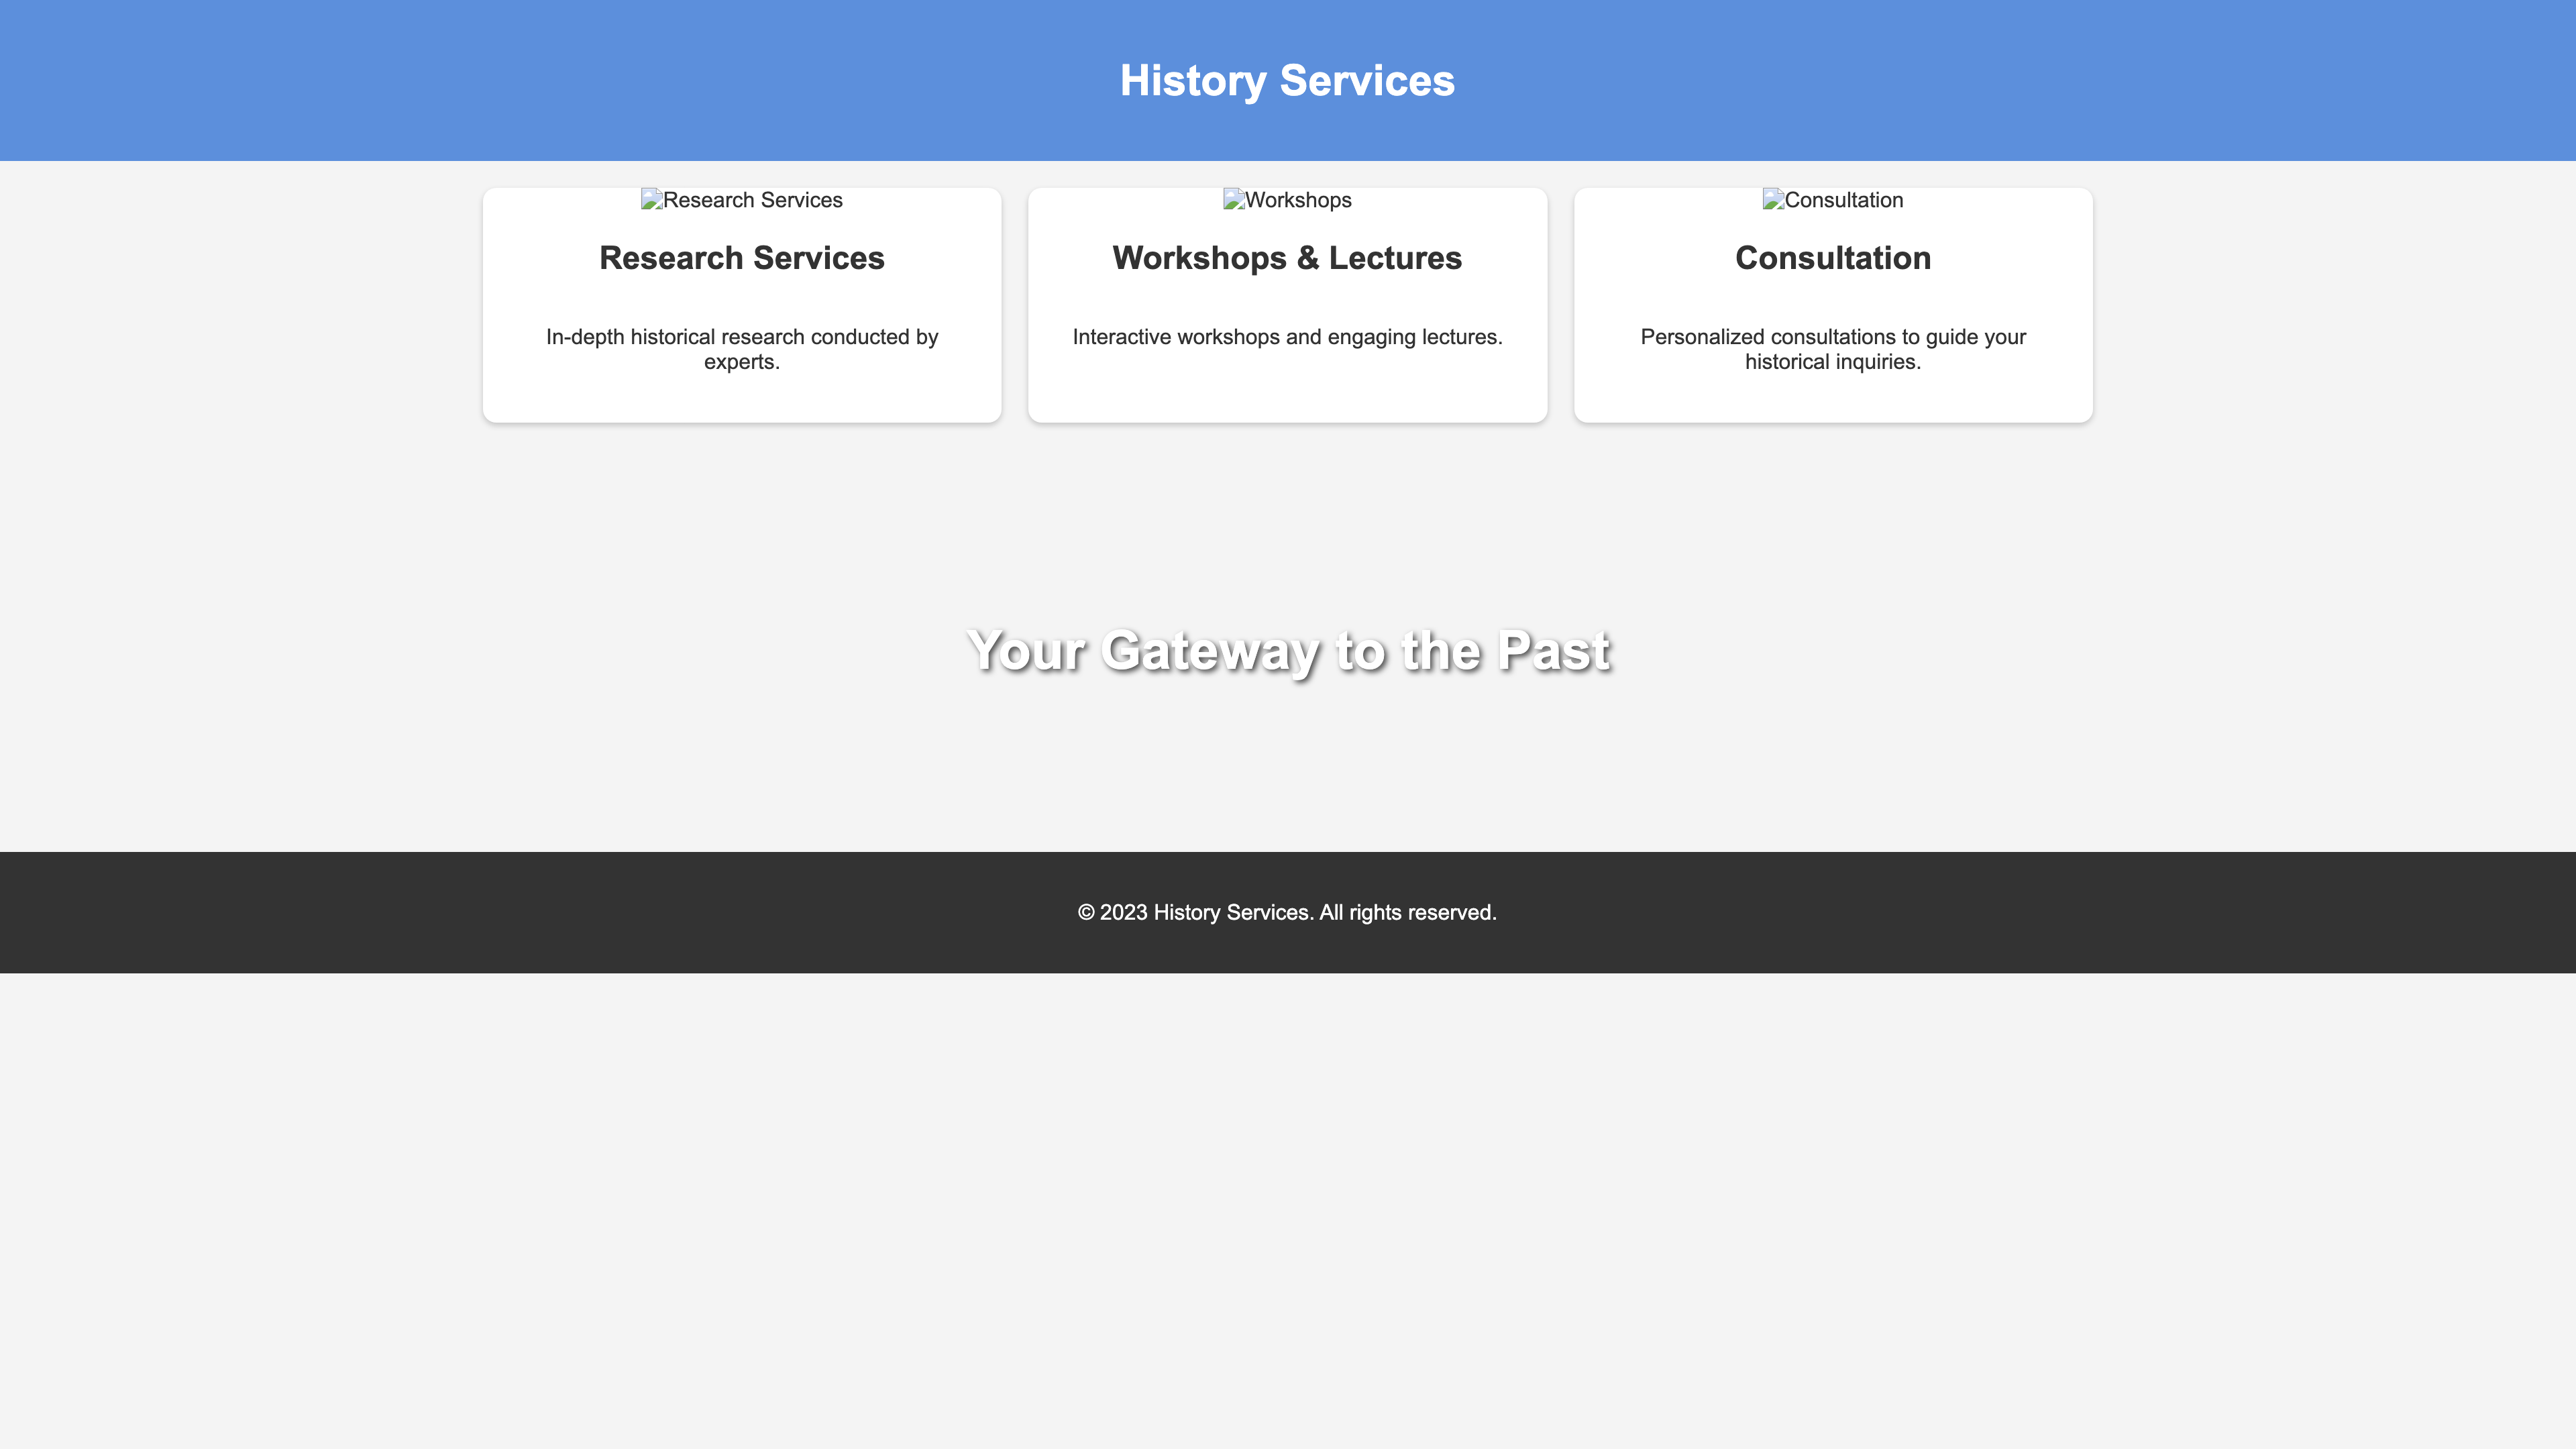 History Services
Research Services
Research Services
In-depth historical research conducted by
experts.
Workshops
Workshops & Lectures
Interactive workshops and engaging lectures.
Consultation
Consultation
Personalized consultations to guide your
historical inquiries.
Your Gateway to the Past
© 2023 History Services. All rights reserved.